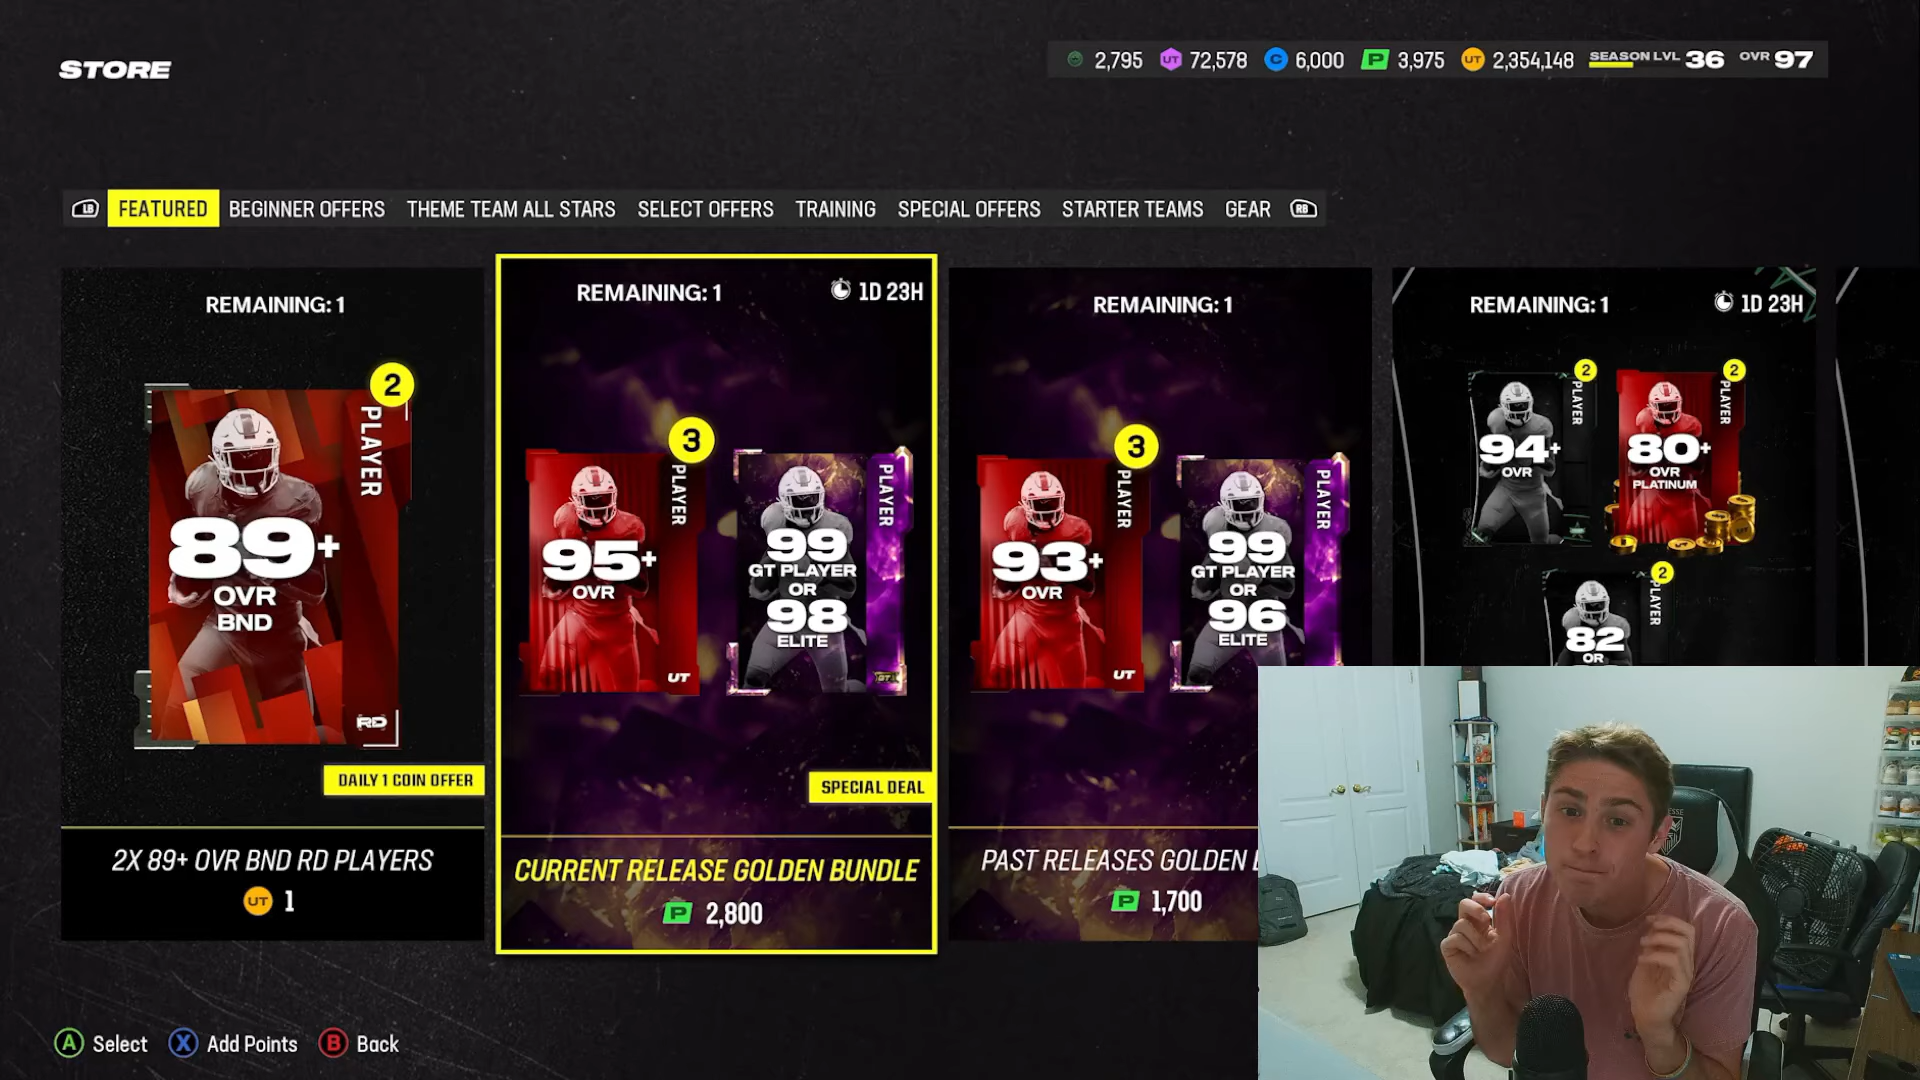 STORE
2,795 UT 72,578 C 6,000 P 3,975 UT 2,354,148 SEASON LVL 36 OVR 97
LB FEATURED BEGINNER OFFERS THEME TEAM ALL STARS SELECT OFFERS TRAINING SPECIAL OFFERS STARTER TEAMS GEAR RB
REMAINING: 1
2
PLAYER
89+
OVR
BND
RD
DAILY 1 COIN OFFER
2X 89+ OVR BND RD PLAYERS
UT 1
REMAINING: 1
1D 23H
3
PLAYER
95+
OVR
UT
PLAYER
99
GT PLAYER
OR
98
ELITE
GT
SPECIAL DEAL
CURRENT RELEASE GOLDEN BUNDLE
P 2,800
REMAINING: 1
3
PLAYER
93+
OVR
UT
PLAYER
99
GT PLAYER
OR
96
ELITE
PAST RELEASES GOLDEN
P 1,700
REMAINING: 1
1D 23H
2
PLAYER
94+
OVR
2
PLAYER
80+
OVR
PLATINUM
2
PLAYER
82
OR
A Select X Add Points B Back